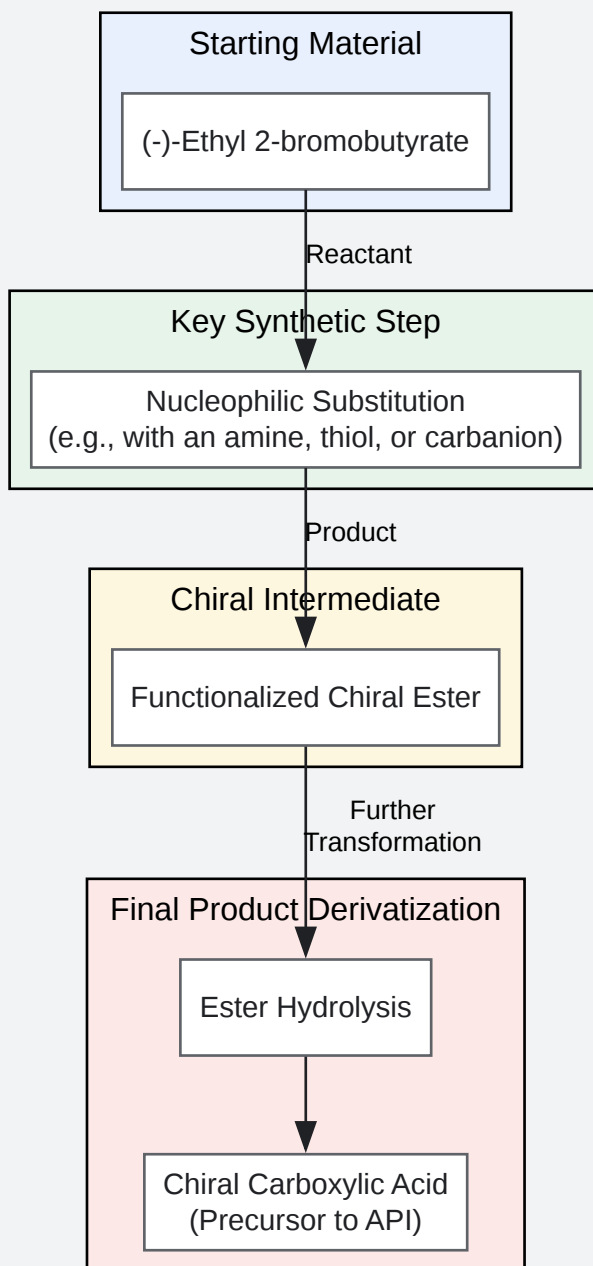 Starting Material
(-)-Ethyl 2-bromobutyrate
Reactant
Key Synthetic Step
Nucleophilic Substitution
(e.g., with an amine, thiol, or carbanion)
Product
Chiral Intermediate
Functionalized Chiral Ester
Further
Transformation
Final Product Derivatization
Ester Hydrolysis
Chiral Carboxylic Acid
(Precursor to API)